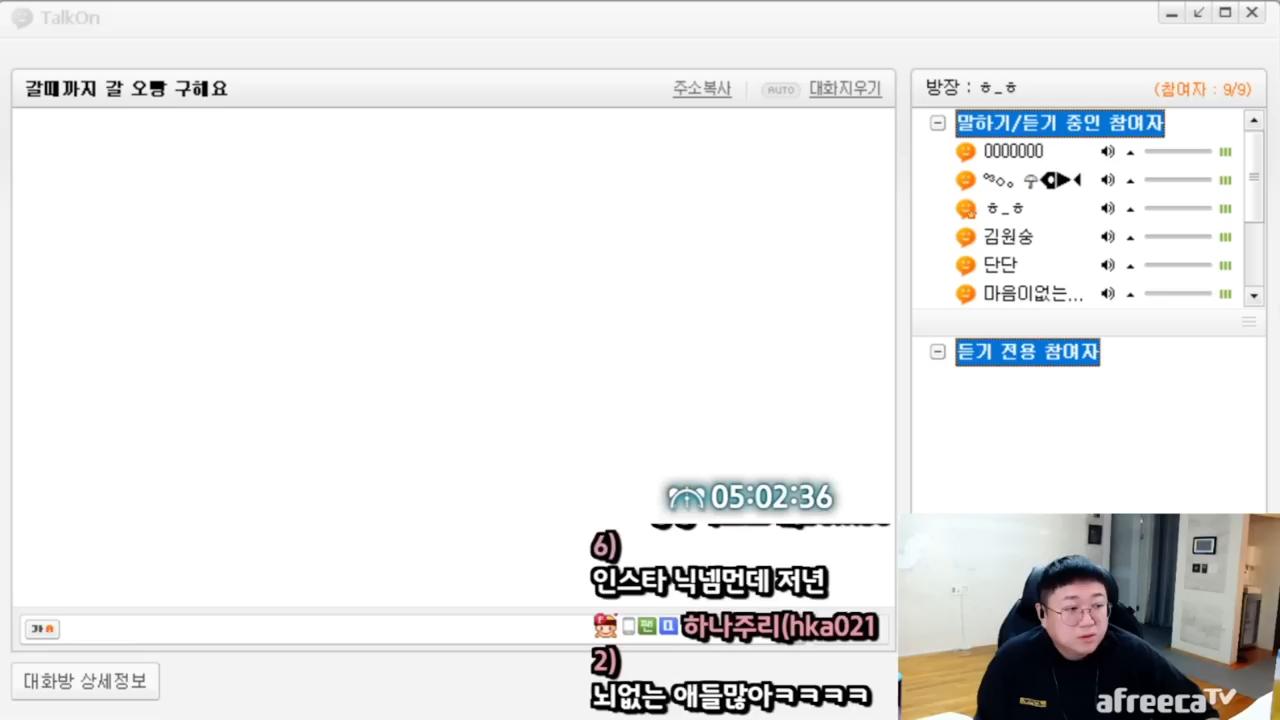 TalkOn
갈때까지 갈 오빵 구해요
주소복사
AUTO
대화지우기
방장 : ㅎ_ㅎ
(참여자 : 9/9)
말하기/듣기 중인 참여자
0000000
ㅎ_ㅎ
김원숭
단단
마음이없는...
듣기 전용 참여자
05:02:36
6)
인스타 닉넴먼데 저년
팬
하나주리(hka021
2)
뇌없는 애들많아ㅋㅋㅋㅋ
가
대화방 상세정보
afreecaTV